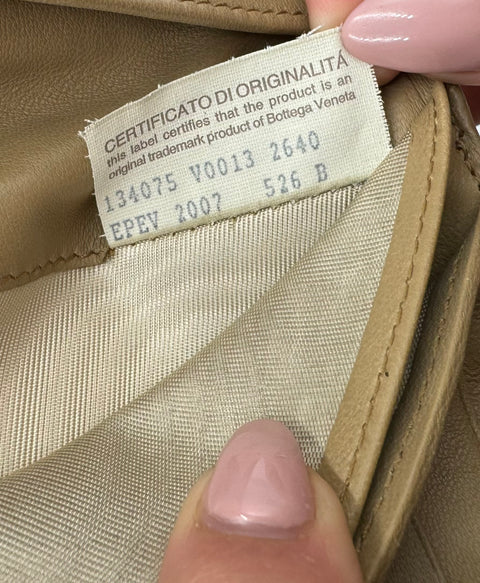 CERTIFICATO DI ORIGINALITÁ
this label certifies that the product is an
original trademark product of Bottega Veneta
134075 V0013 2640
EPEV 2007 526 B